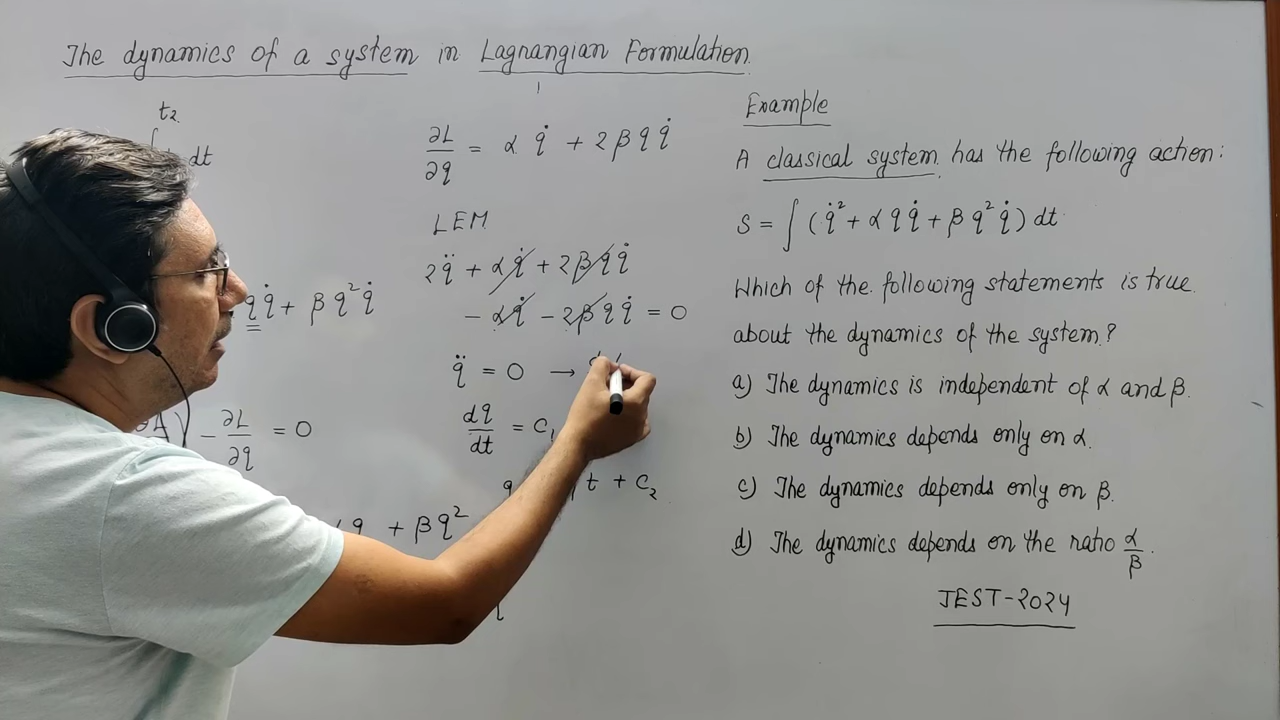 The dynamics of a system in Lagrangian Formulation.
t₂
dt
qq̇ + βq²q̇
− ∂L/∂q = 0
q + βq²
∂L/∂q = αq̇ + 2βqq̇
LEM
2q̈ + αq̇ + 2βqq̇
− αq̇ − 2βqq̇ = 0
q̈ = 0 →
dq/dt = C₁
t + C₂
Example
A classical system has the following action:
S = ∫(q̇² + αqq̇ + βq²q̇)dt
Which of the following statements is true
about the dynamics of the system?
a) The dynamics is independent of α and β.
b) The dynamics depends only on α.
c) The dynamics depends only on β.
d) The dynamics depends on the ratio α/β.
JEST-2024